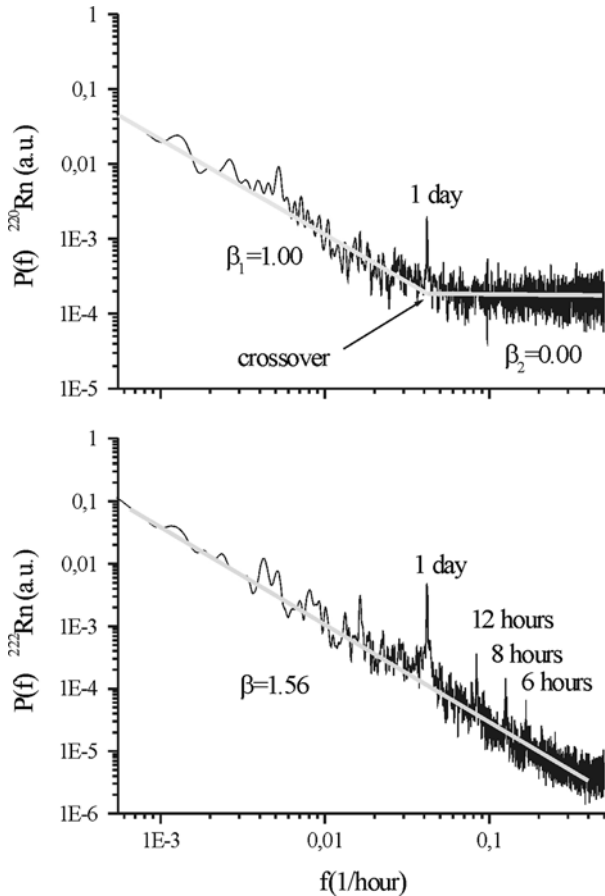 1
0,1
0,01
1E-3
1E-4
1E-5
P(f) ²²⁰Rn (a.u.)
1 day
β₁=1.00
crossover
β₂=0.00
1
0,1
0,01
1E-3
1E-4
1E-5
1E-6
P(f) ²²²Rn (a.u.)
1 day
12 hours
8 hours
6 hours
β=1.56
1E-3 0,01 0,1
f(1/hour)